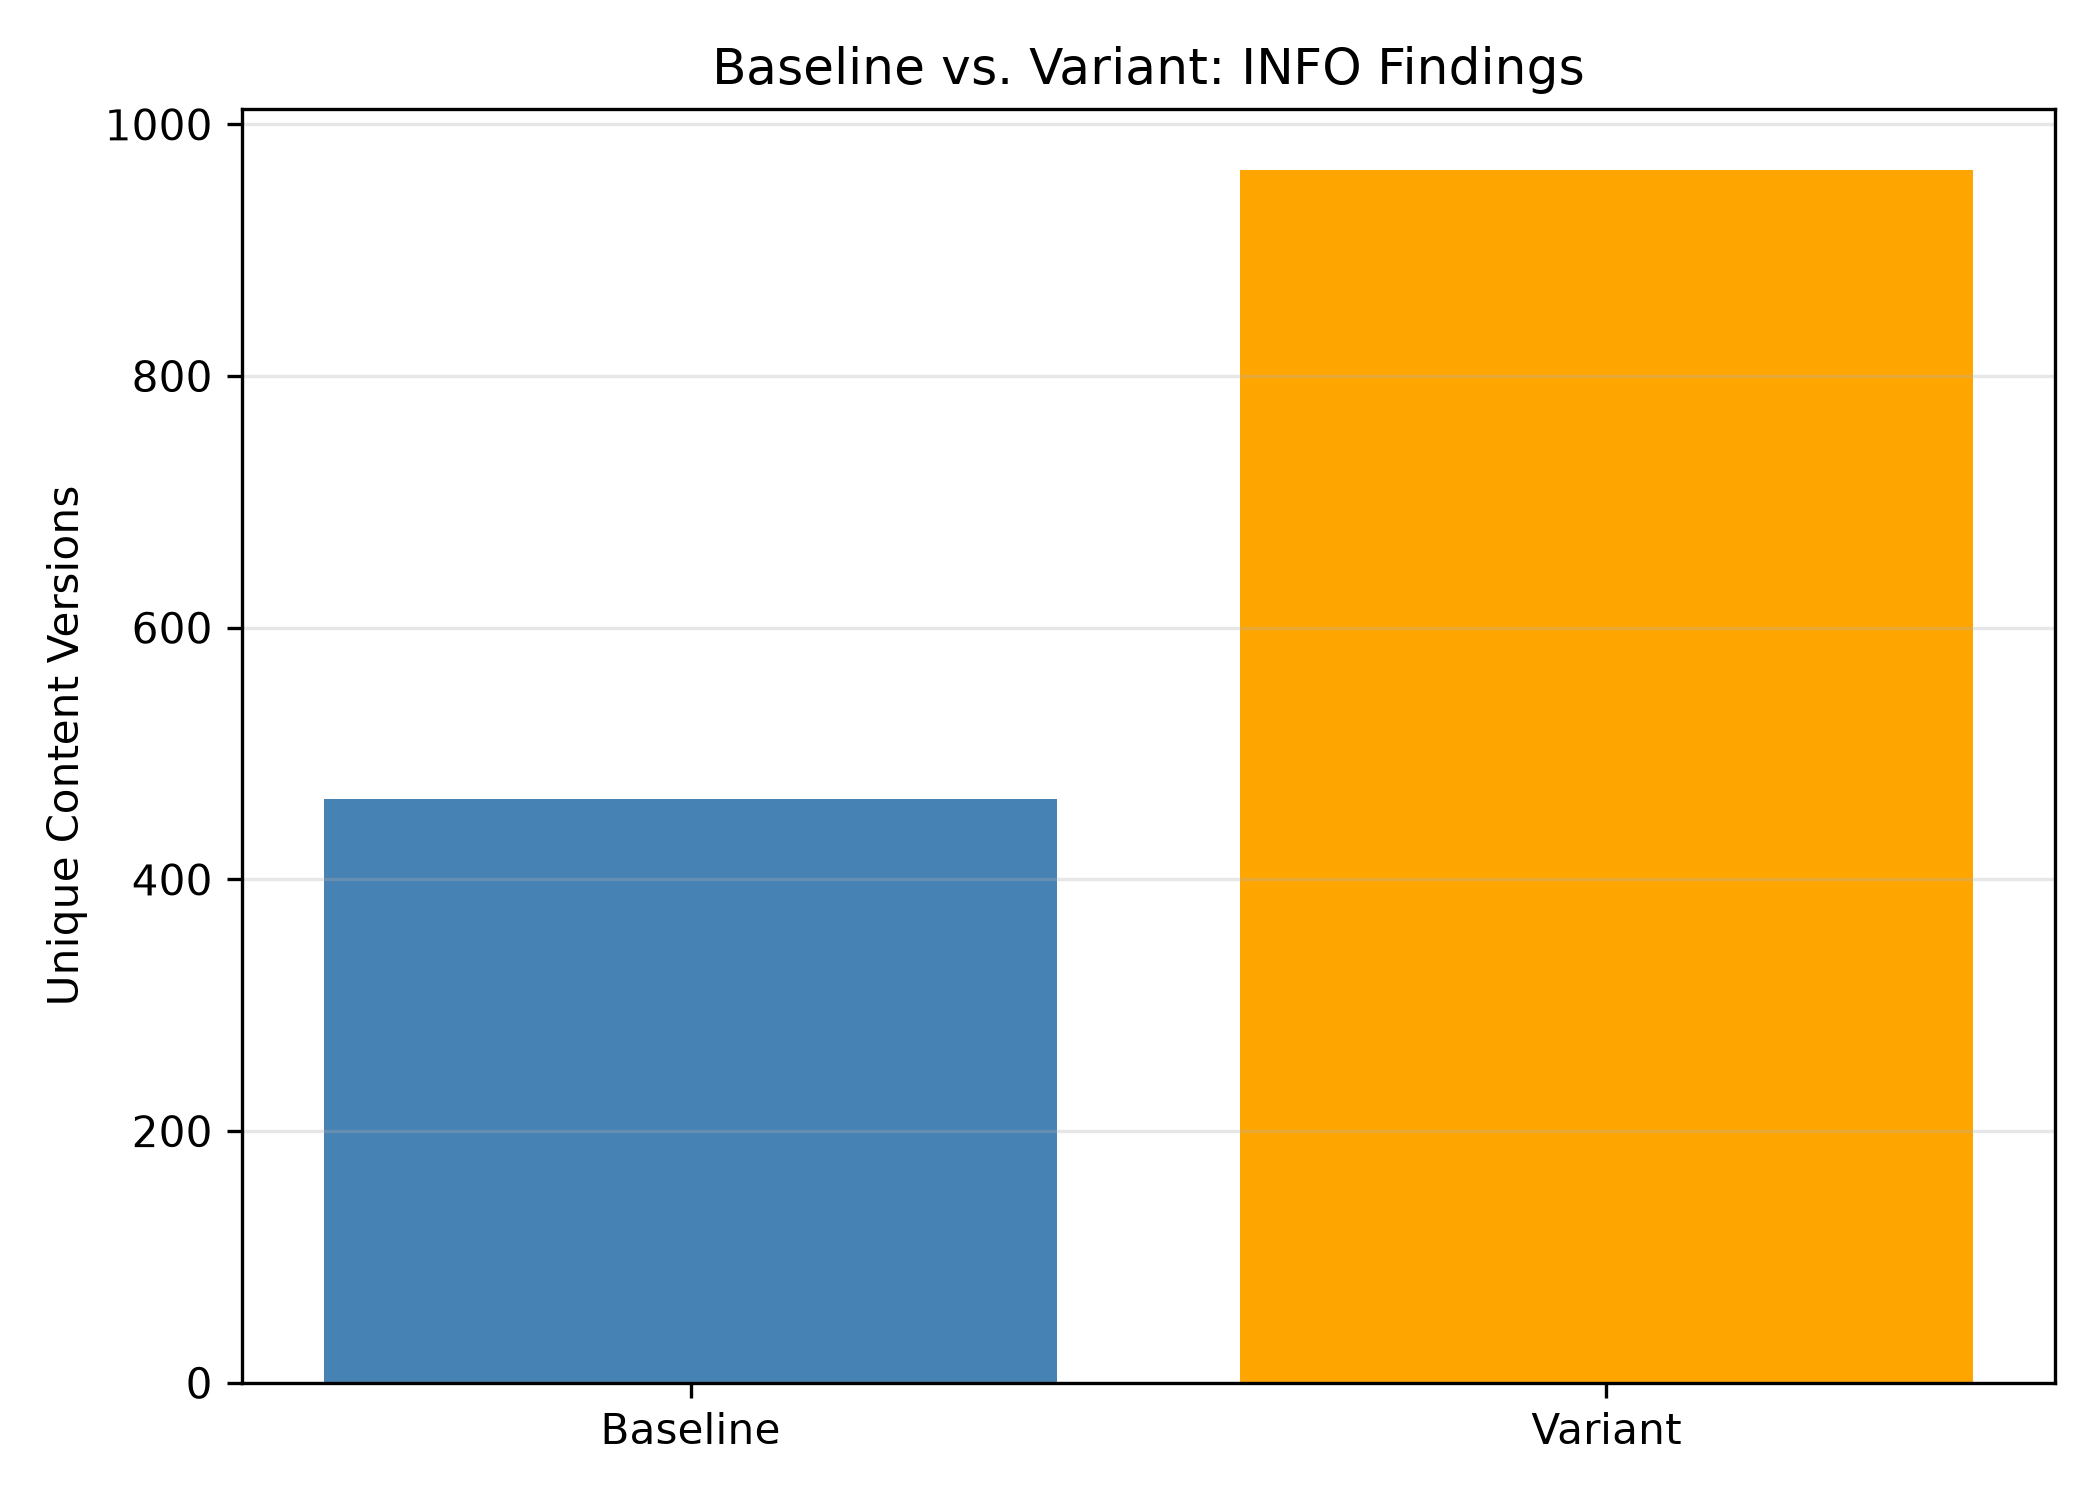 Baseline vs. Variant: INFO Findings
1000
800
600
400
200
0
Unique Content Versions
Baseline
Variant